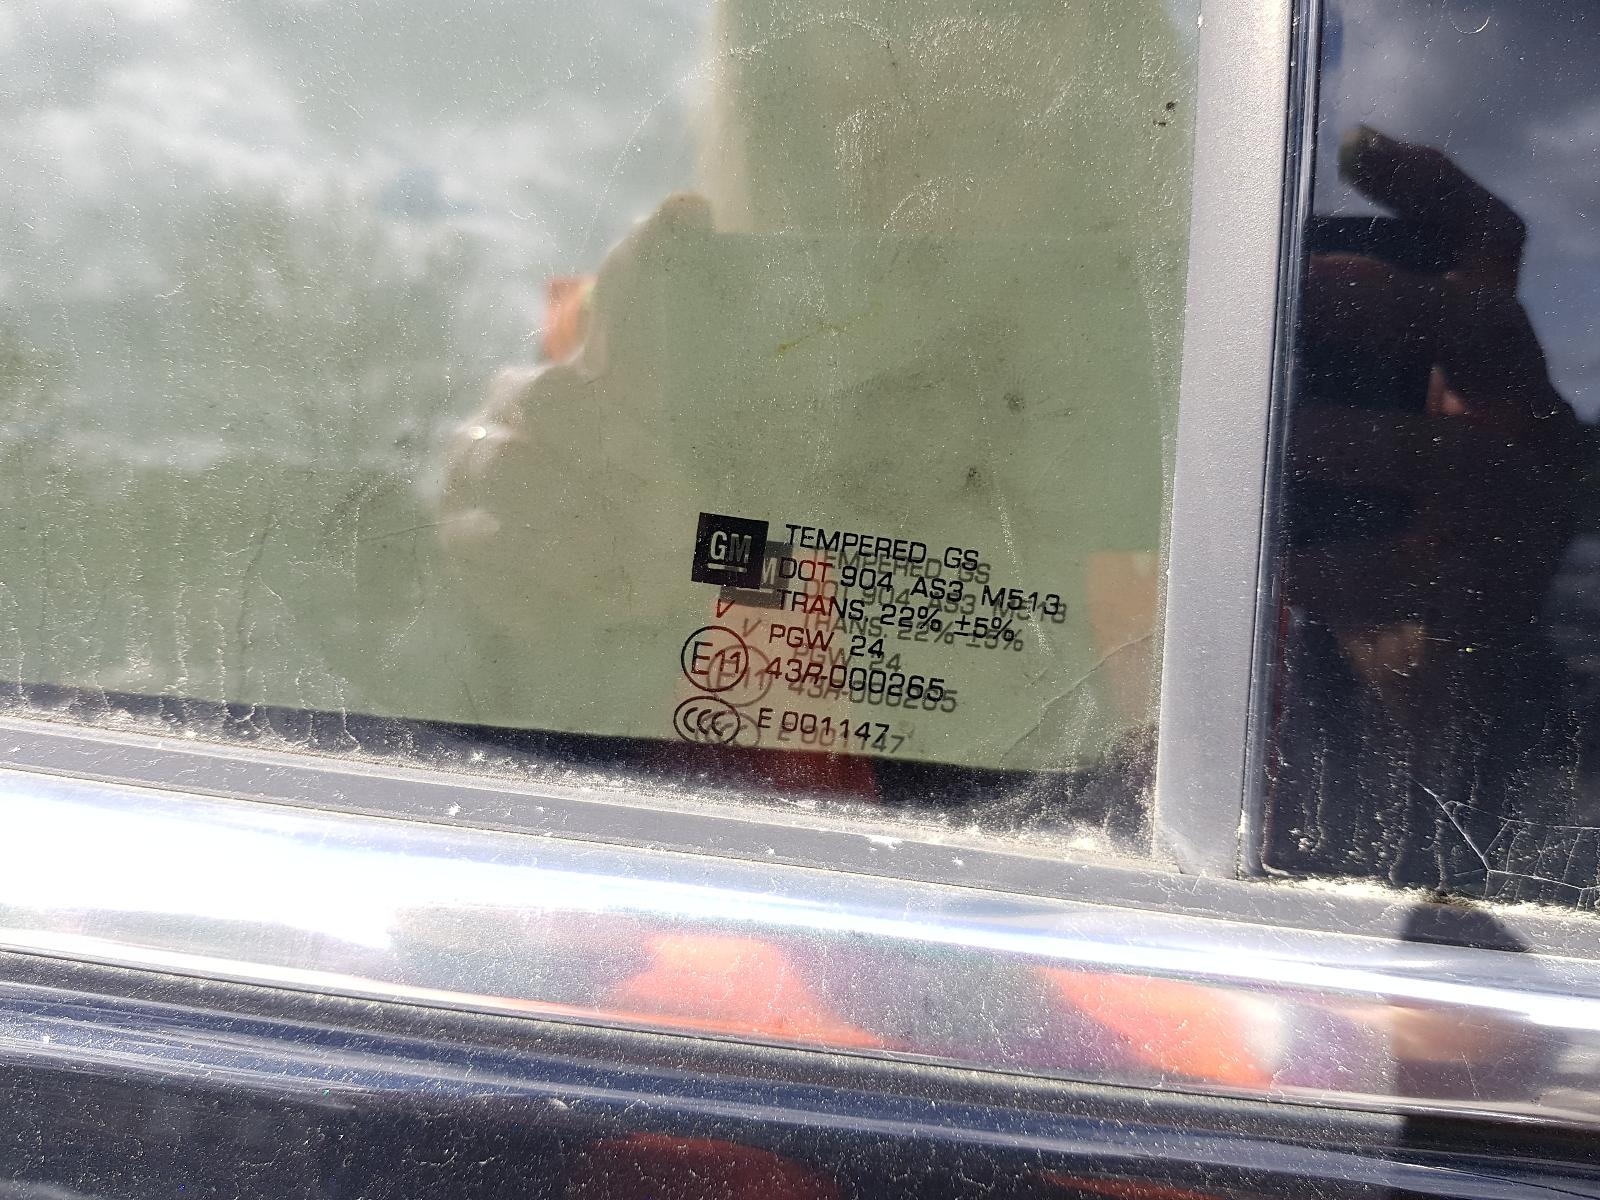 GM TEMPERED GS
DOT 904 AS3 M513
TRANS. 22% ±5%
PGW 24
E11 43R-000265
CCC E 001147